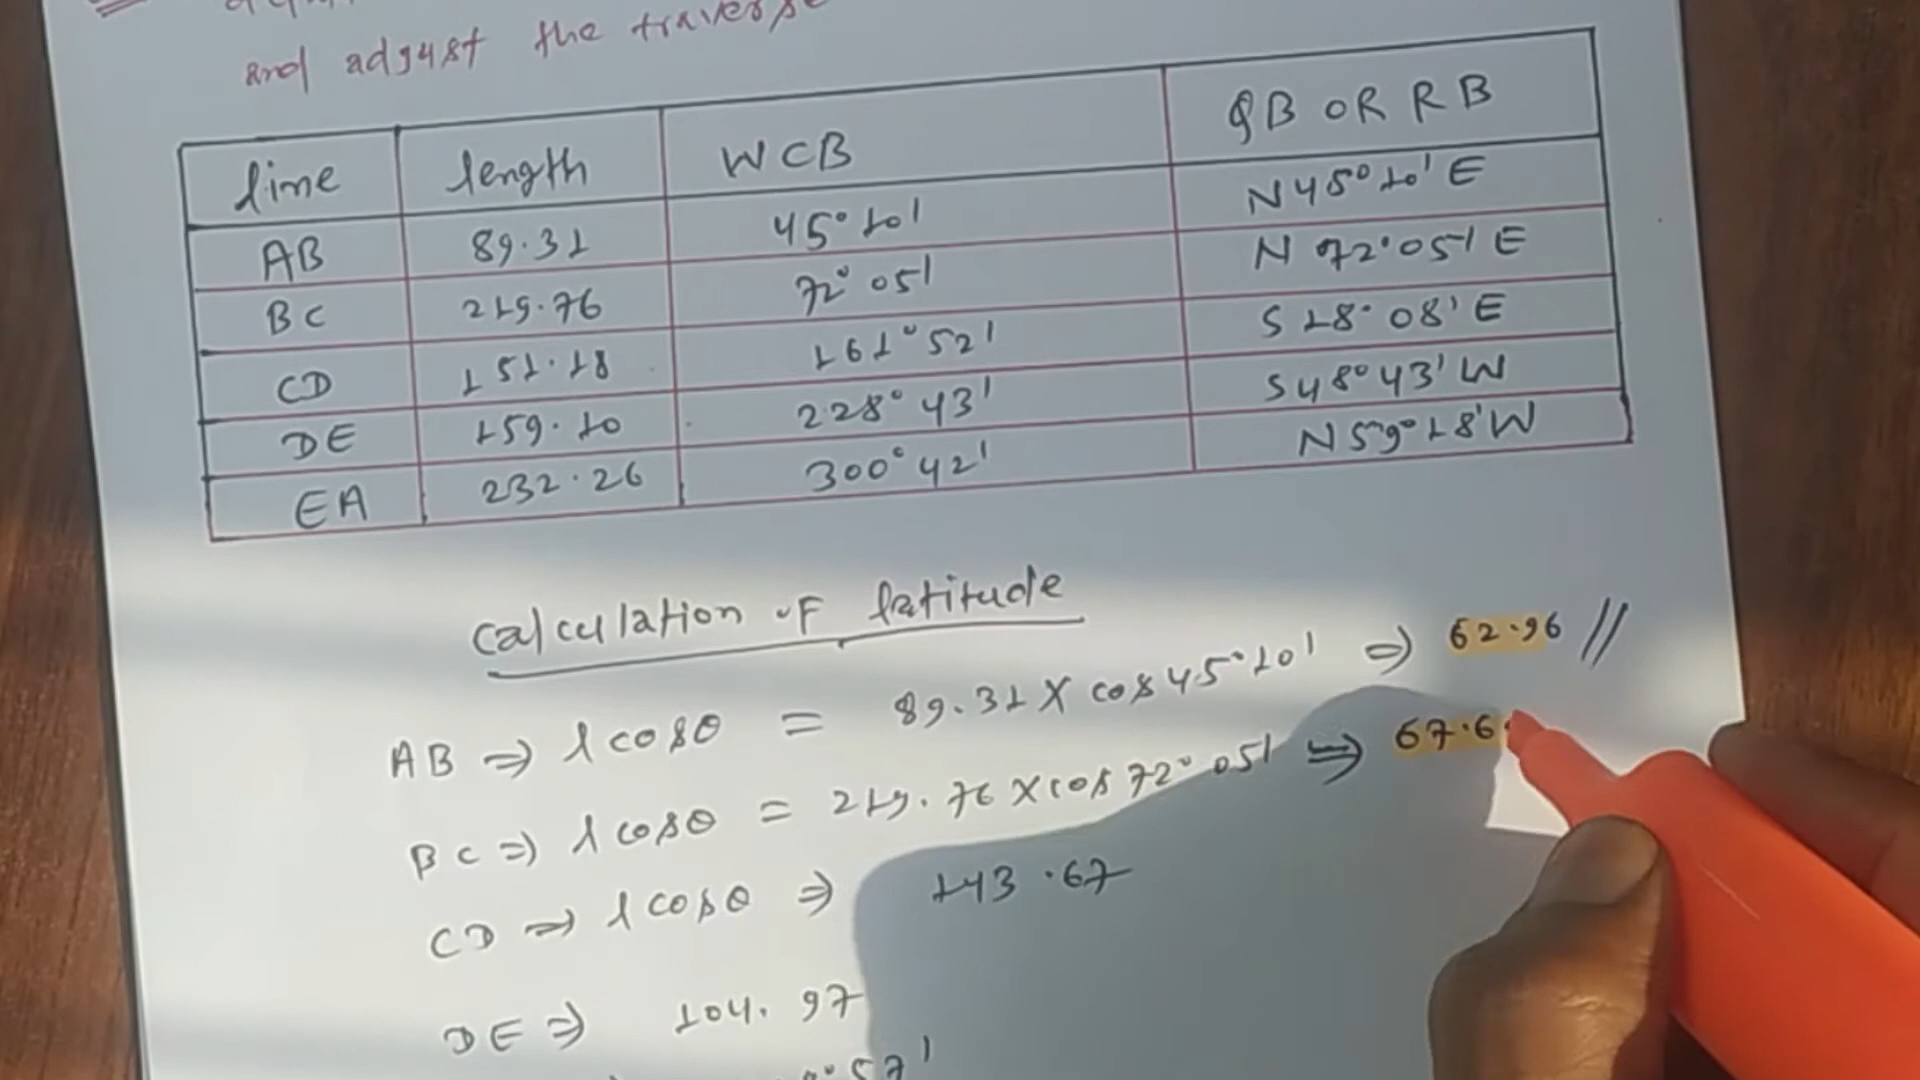 and adjust the traverse
line length WCB QB OR RB
AB 89.31 45°10' N45°10'E
BC 219.76 72°05' N 72°05'E
CD 151.18 161°52' S 18°08'E
DE 159.10 228°43' S48°43'W
EA 232.26 300°42' N59°18'W
Calculation of latitude
AB ⇒ l cosθ = 89.31 X cos 45°10' ⇒ 62.96 //
BC ⇒ l cosθ = 219.76 X cos 72°05' ⇒ 67.6
CD ⇒ l cosθ ⇒ 143.67
DE ⇒ 104.97